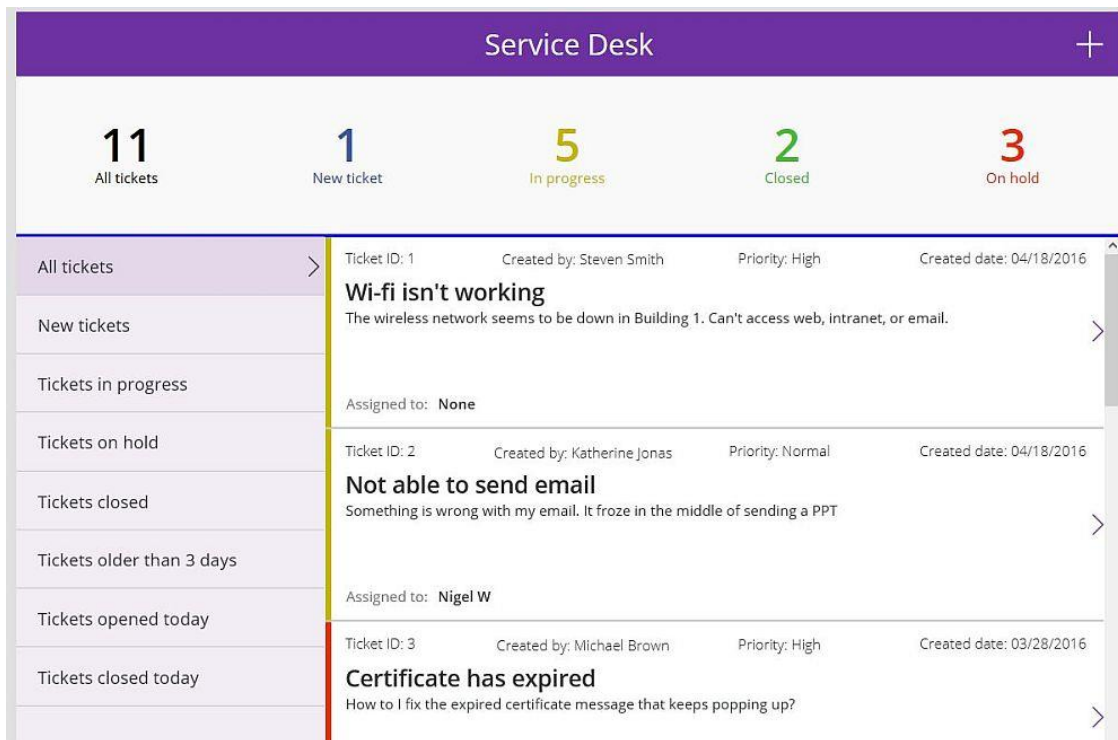 Service Desk
11
All tickets
1
New ticket
5
In progress
2
Closed
3
On hold
All tickets
New tickets
Tickets in progress
Tickets on hold
Tickets closed
Tickets older than 3 days
Tickets opened today
Tickets closed today
Ticket ID: 1 Created by: Steven Smith Priority: High Created date: 04/18/2016
Wi-fi isn't working
The wireless network seems to be down in Building 1. Can't access web, intranet, or email.
Assigned to: None
Ticket ID: 2 Created by: Katherine Jonas Priority: Normal Created date: 04/18/2016
Not able to send email
Something is wrong with my email. It froze in the middle of sending a PPT
Assigned to: Nigel W
Ticket ID: 3 Created by: Michael Brown Priority: High Created date: 03/28/2016
Certificate has expired
How to I fix the expired certificate message that keeps popping up?